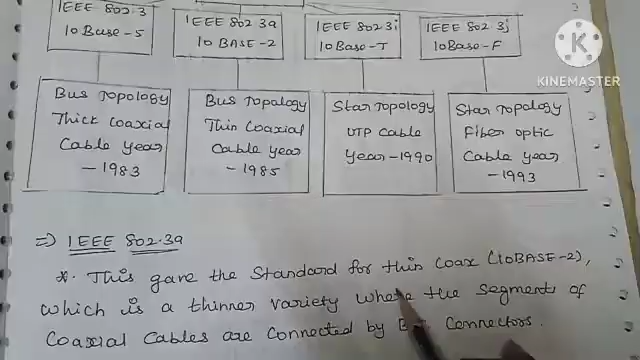 IEEE 802.3
10 Base-5
IEEE 802.3a
10 BASE-2
IEEE 802.3i
10 Base-T
IEEE 802.3j
10Base-F
KINEMASTER
Bus Topology
Thick coaxial
Cable year
- 1983
Bus Topalogy
Thin coaxial
Cable year
- 1985
Star Topology
UTP Cable
Year-1990
Star Topology
Fiber optic
Cable year
- 1993
=> IEEE 802.3a
*. This gave the Standard for thin coax (10BASE-2),
which is a thinner variety where the segments of
coaxial cables are connected by Connectors.